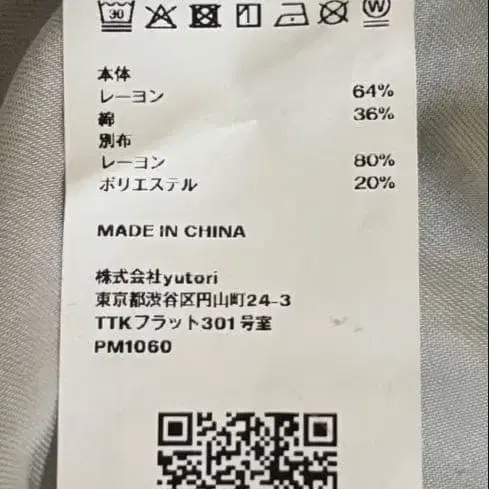 30
W
本体
レーヨン 64%
綿 36%
別布
レーヨン 80%
ポリエステル 20%
MADE IN CHINA
株式会社yutori
東京都渋谷区円山町24-3
TTKフラット301号室
PM1060